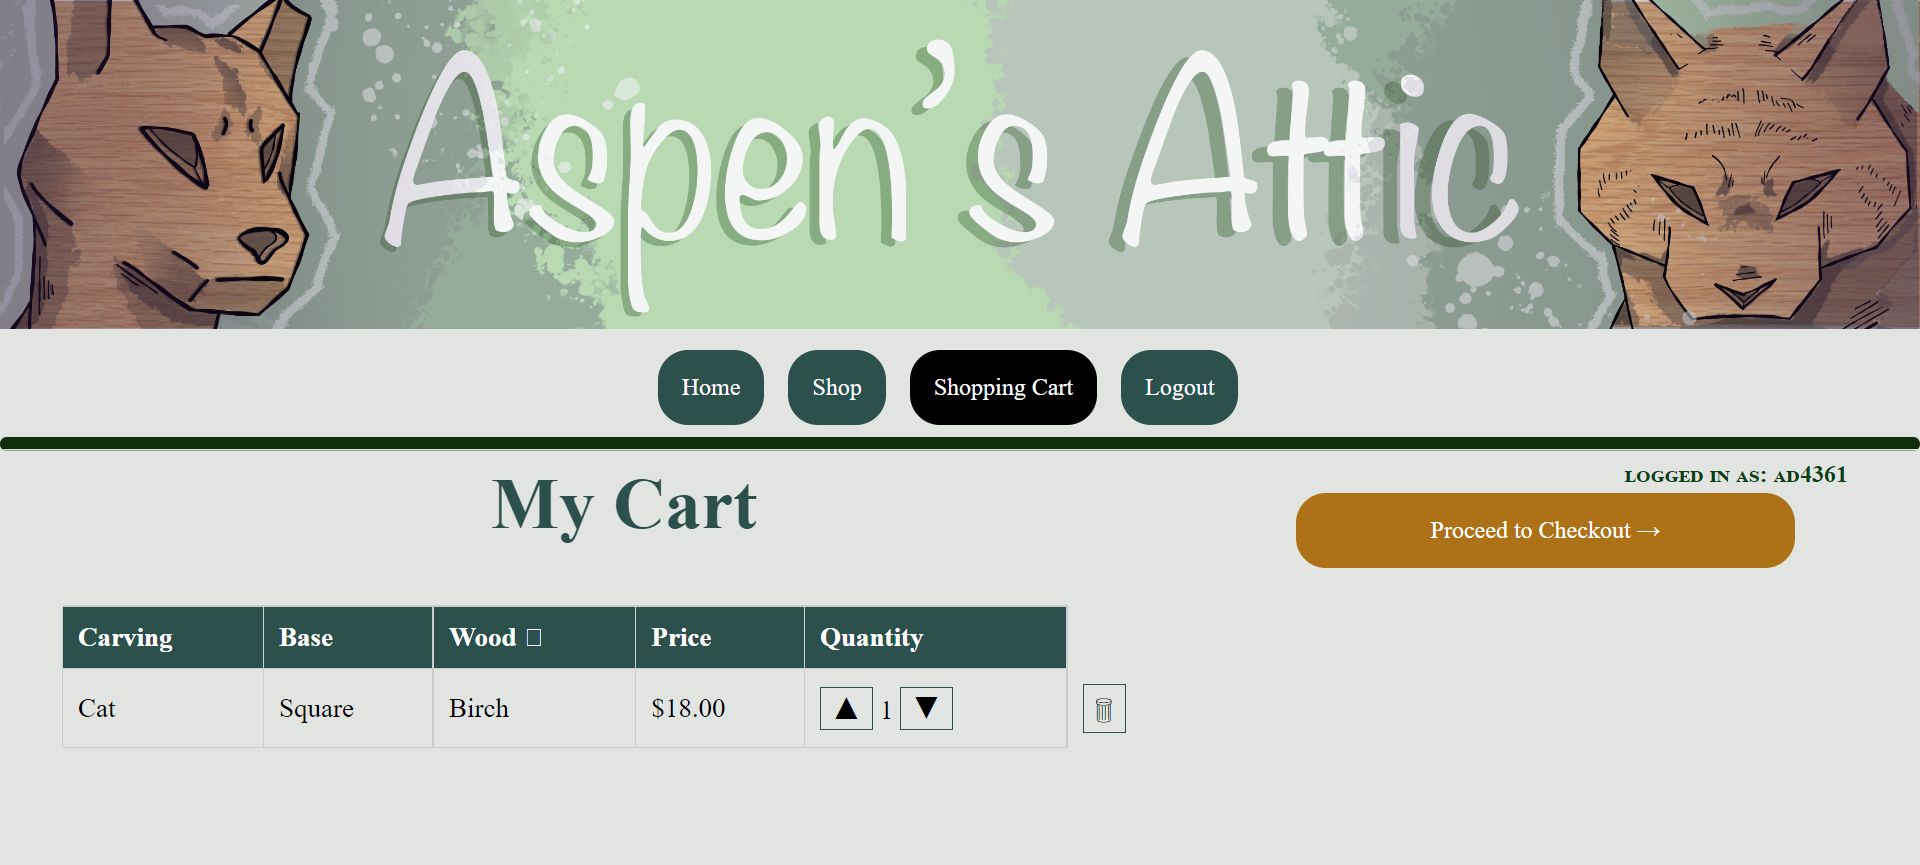 Aspen's Attic
Home Shop Shopping Cart Logout
LOGGED IN AS: AD4361
My Cart
Proceed to Checkout →
Carving Base Wood Price Quantity
Cat Square Birch $18.00 ▲ 1 ▼